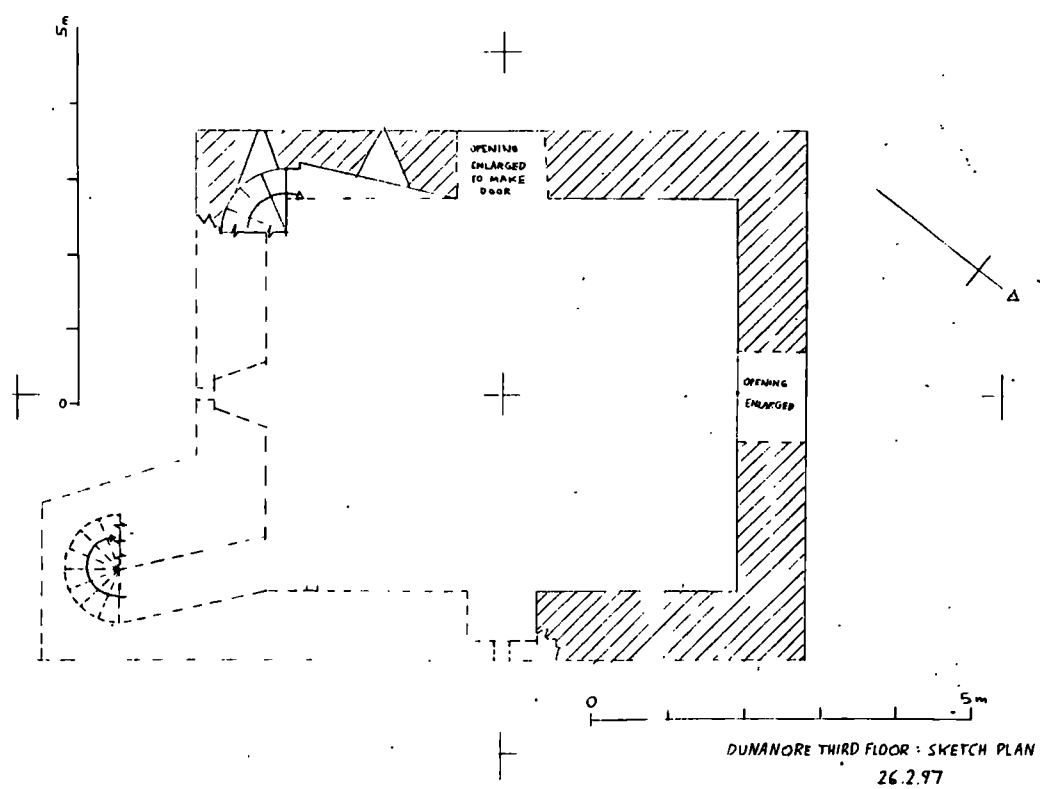 5m
OPENING
ENLARGED
TO MAKE
DOOR
OPENING
ENLARGED
0
0
5m
DUNANORE THIRD FLOOR : SKETCH PLAN
26.2.97